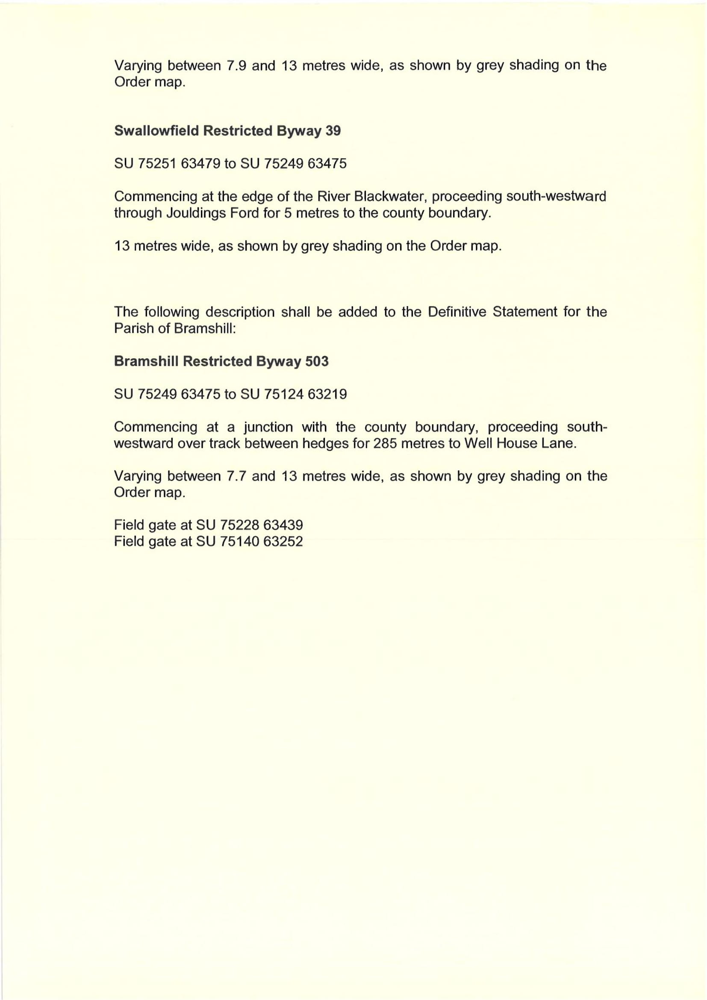 Varying between 7.9 and 13 metres wide, as shown by grey shading on the
Order map.
Swallowfield Restricted Byway 39
SU 75251 63479 to SU 75249 63475
Commencing at the edge of the River Blackwater, proceeding south-westward
through Jouldings Ford for 5 metres to the county boundary.
13 metres wide, as shown by grey shading on the Order map.
The following description shall be added to the Definitive Statement for the
Parish of Bramshill:
Bramshill Restricted Byway 503
SU 75249 63475 to SU 75124 63219
Commencing at a junction with the county boundary, proceeding south-
westward over track between hedges for 285 metres to Well House Lane.
Varying between 7.7 and 13 metres wide, as shown by grey shading on the
Order map.
Field gate at SU 75228 63439
Field gate at SU 75140 63252